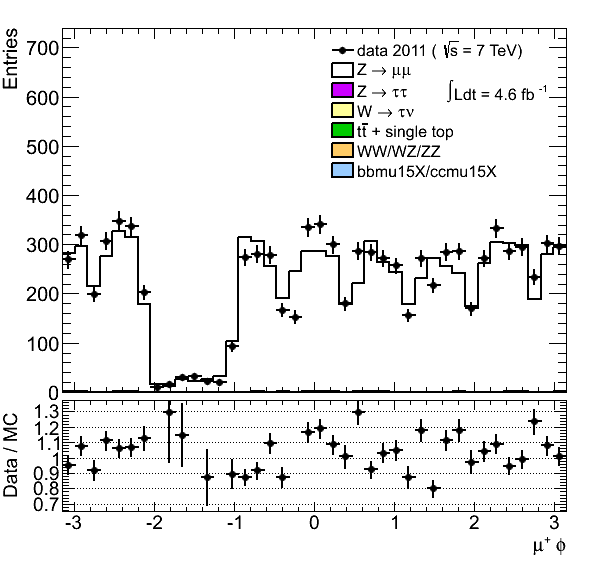 Entries
700
600
500
400
300
200
100
0
data 2011 ( √s = 7 TeV)
Z → μμ
Z → ττ
W → τν
tt̄ + single top
WW/WZ/ZZ
bbmu15X/ccmu15X
∫Ldt = 4.6 fb⁻¹
Data / MC
1.3
1.2
1.1
1
0.9
0.8
0.7
-3 -2 -1 0 1 2 3
μ⁺ ϕ